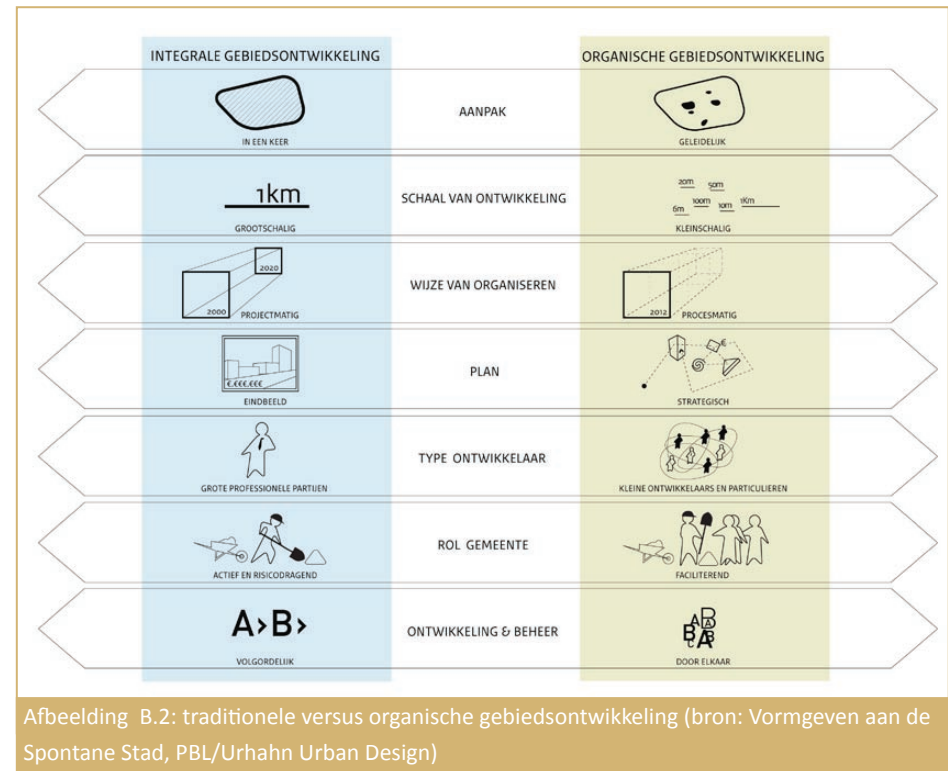 INTEGRALE GEBIEDSONTWIKKELING
ORGANISCHE GEBIEDSONTWIKKELING
IN EEN KEER
AANPAK
GELEIDELIJK
1km
GROOTSCHALIG
SCHAAL VAN ONTWIKKELING
20m 50m
6m 100m 10m 1Km
KLEINSCHALIG
2020
2000
PROJECTMATIG
WIJZE VAN ORGANISEREN
2012
PROCESMATIG
€.€€€.€€€
EINDBEELD
PLAN
€
STRATEGISCH
GROTE PROFESSIONELE PARTIJEN
TYPE ONTWIKKELAAR
KLEINE ONTWIKKELAARS EN PARTICULIEREN
ACTIEF EN RISICODRAGEND
ROL GEMEENTE
FACILITEREND
A›B›
VOLGORDELIJK
ONTWIKKELING & BEHEER
A B A
B C A B
DOOR ELKAAR
Afbeelding B.2: traditionele versus organische gebiedsontwikkeling (bron: Vormgeven aan de
Spontane Stad, PBL/Urhahn Urban Design)